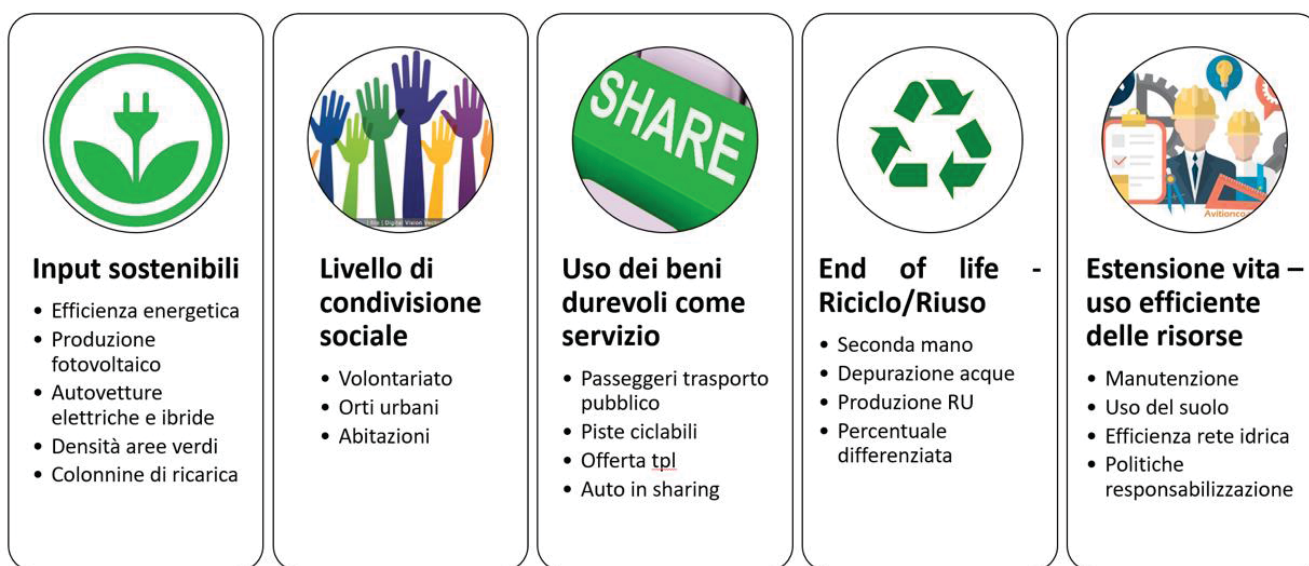 Input sostenibili
• Efficienza energetica
• Produzione
fotovoltaico
• Autovetture
elettriche e ibride
• Densità aree verdi
• Colonnine di ricarica
Livello di
condivisione
sociale
• Volontariato
• Orti urbani
• Abitazioni
SHARE
Uso dei beni
durevoli come
servizio
• Passeggeri trasporto
pubblico
• Piste ciclabili
• Offerta tpl
• Auto in sharing
End of life -
Riciclo/Riuso
• Seconda mano
• Depurazione acque
• Produzione RU
• Percentuale
differenziata
Avitionco
Estensione vita –
uso efficiente
delle risorse
• Manutenzione
• Uso del suolo
• Efficienza rete idrica
• Politiche
responsabilizzazione